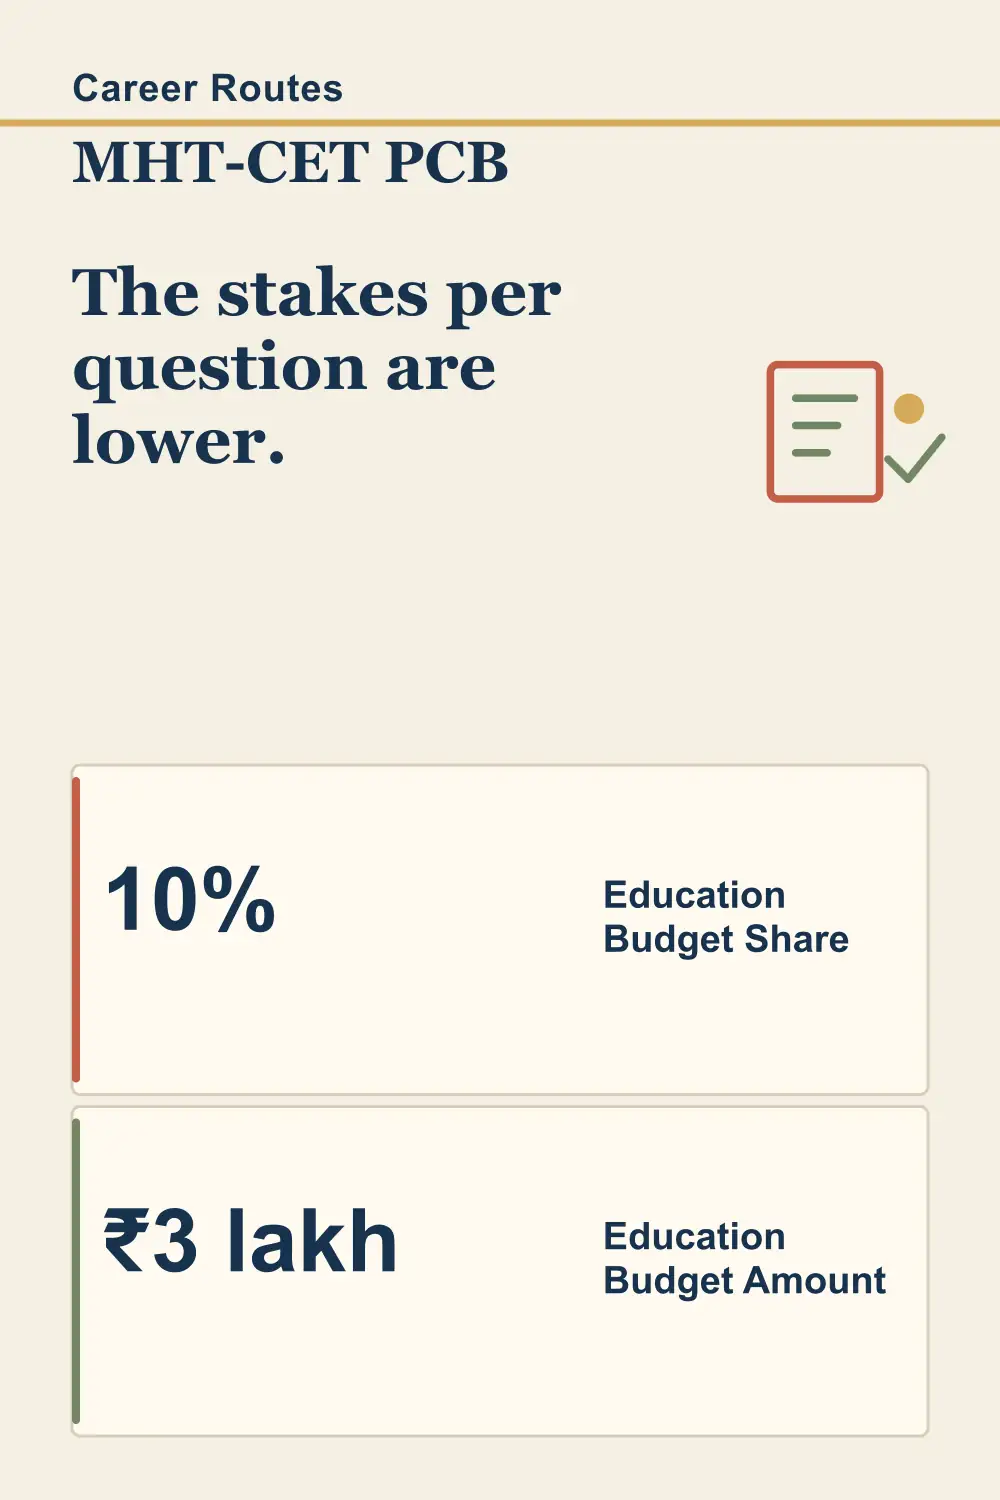 Career Routes
MHT-CET PCB
The stakes per
question are
lower.
10%
Education
Budget Share
₹3 lakh
Education
Budget Amount